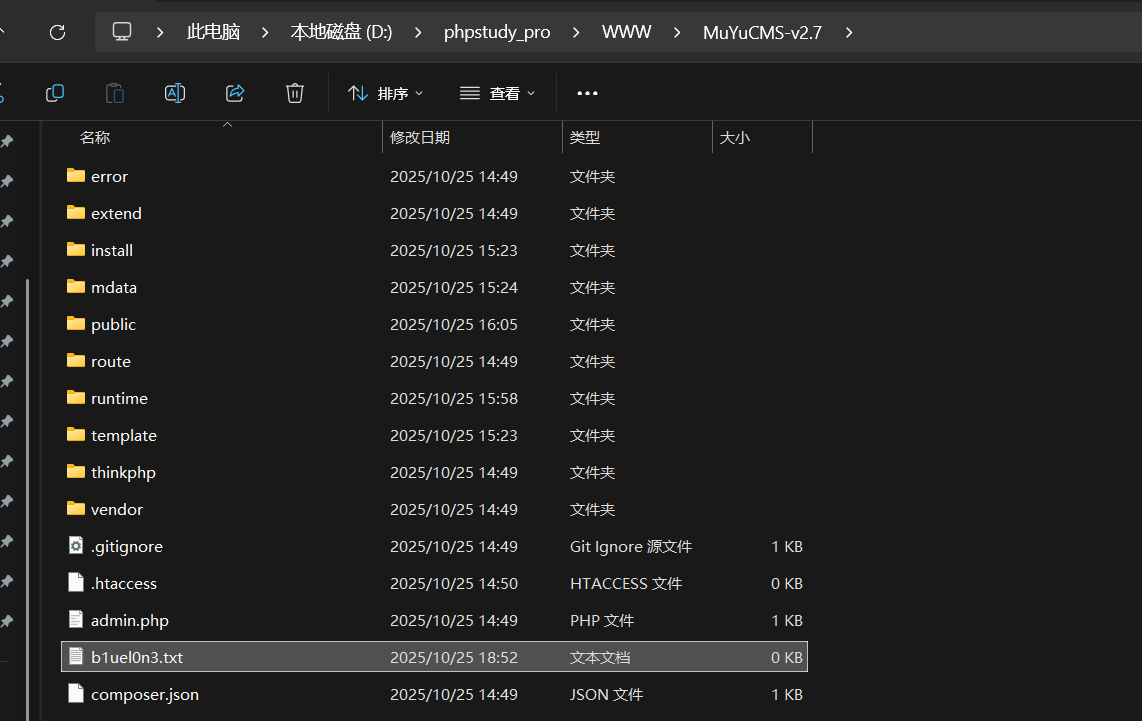 此电脑 本地磁盘 (D:) phpstudy_pro WWW MuYuCMS-v2.7
排序 查看
名称 修改日期 类型 大小
error 2025/10/25 14:49 文件夹
extend 2025/10/25 14:49 文件夹
install 2025/10/25 15:23 文件夹
mdata 2025/10/25 15:24 文件夹
public 2025/10/25 16:05 文件夹
route 2025/10/25 14:49 文件夹
runtime 2025/10/25 15:58 文件夹
template 2025/10/25 15:23 文件夹
thinkphp 2025/10/25 14:49 文件夹
vendor 2025/10/25 14:49 文件夹
.gitignore 2025/10/25 14:49 Git Ignore 源文件 1 KB
.htaccess 2025/10/25 14:50 HTACCESS 文件 0 KB
admin.php 2025/10/25 14:49 PHP 文件 1 KB
b1uel0n3.txt 2025/10/25 18:52 文本文档 0 KB
composer.json 2025/10/25 14:49 JSON 文件 1 KB